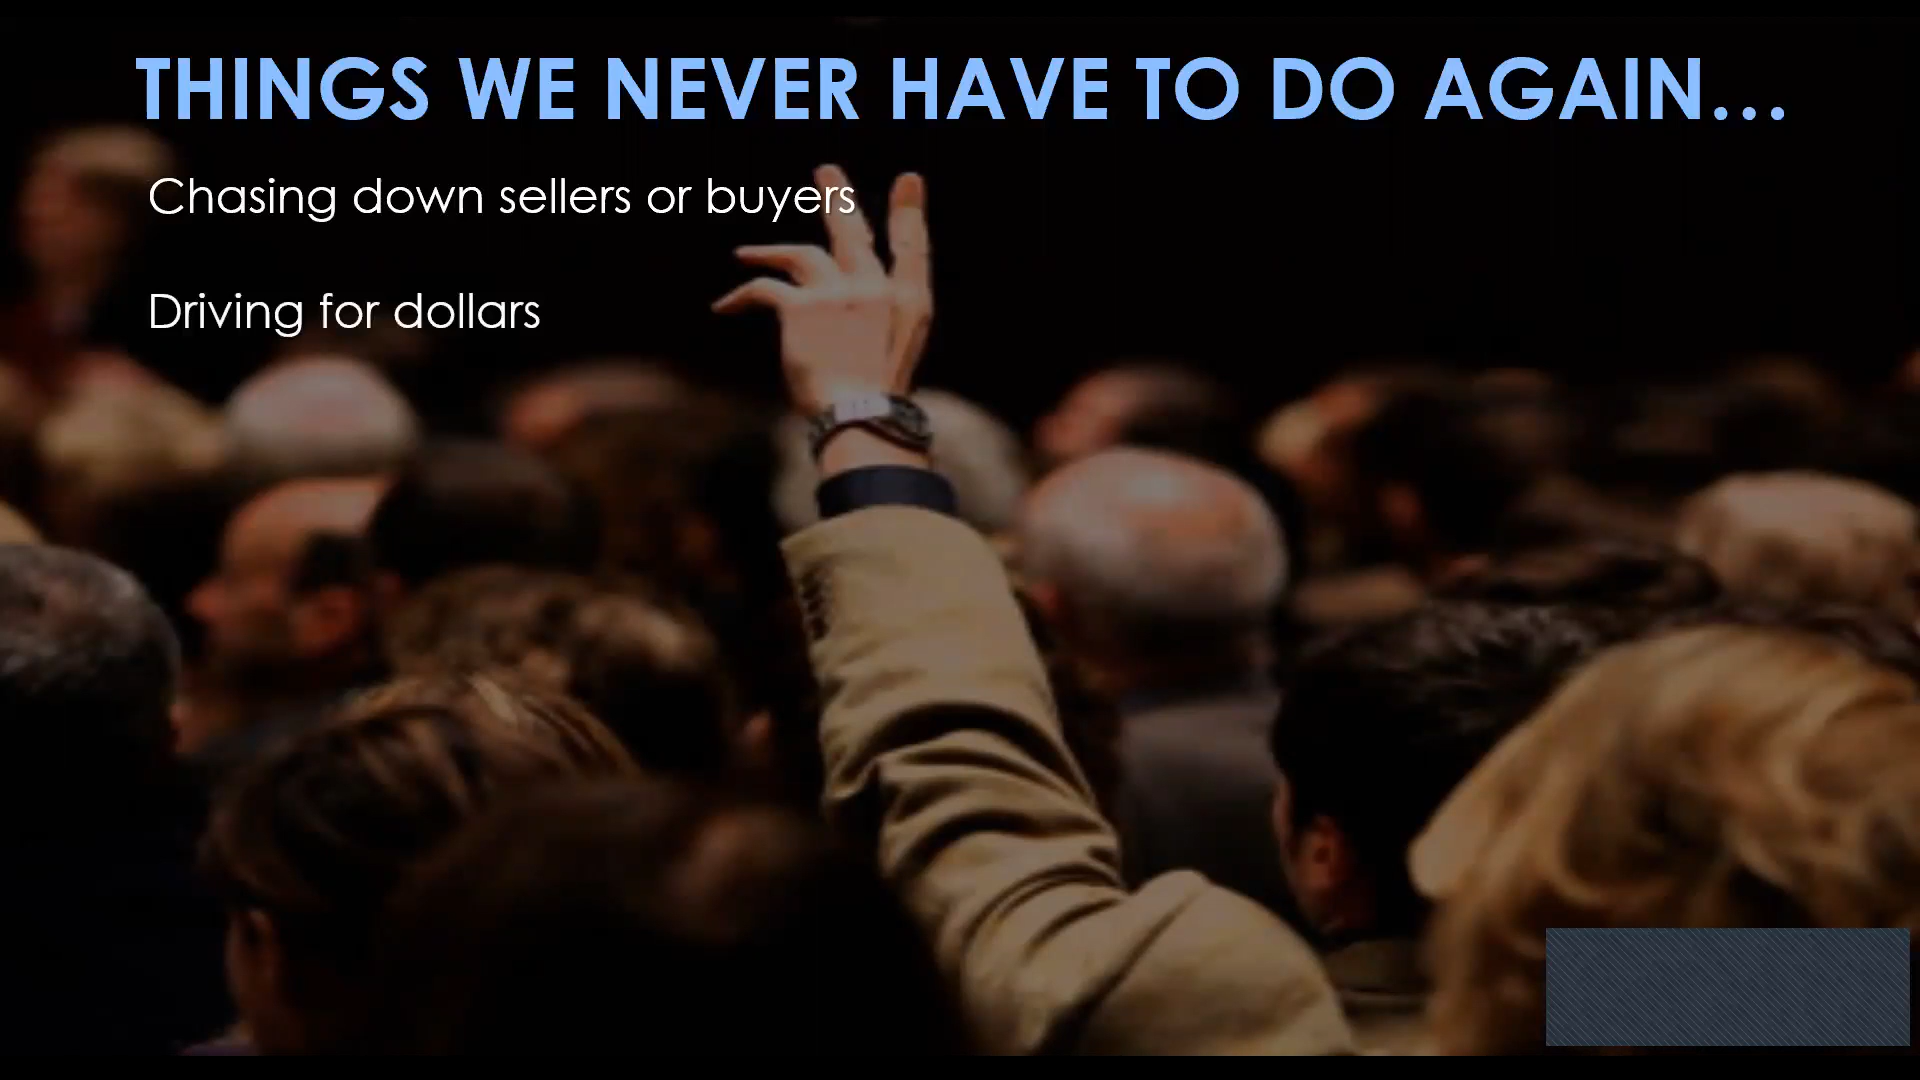 THINGS WE NEVER HAVE TO DO AGAIN...
Chasing down sellers or buyers
Driving for dollars